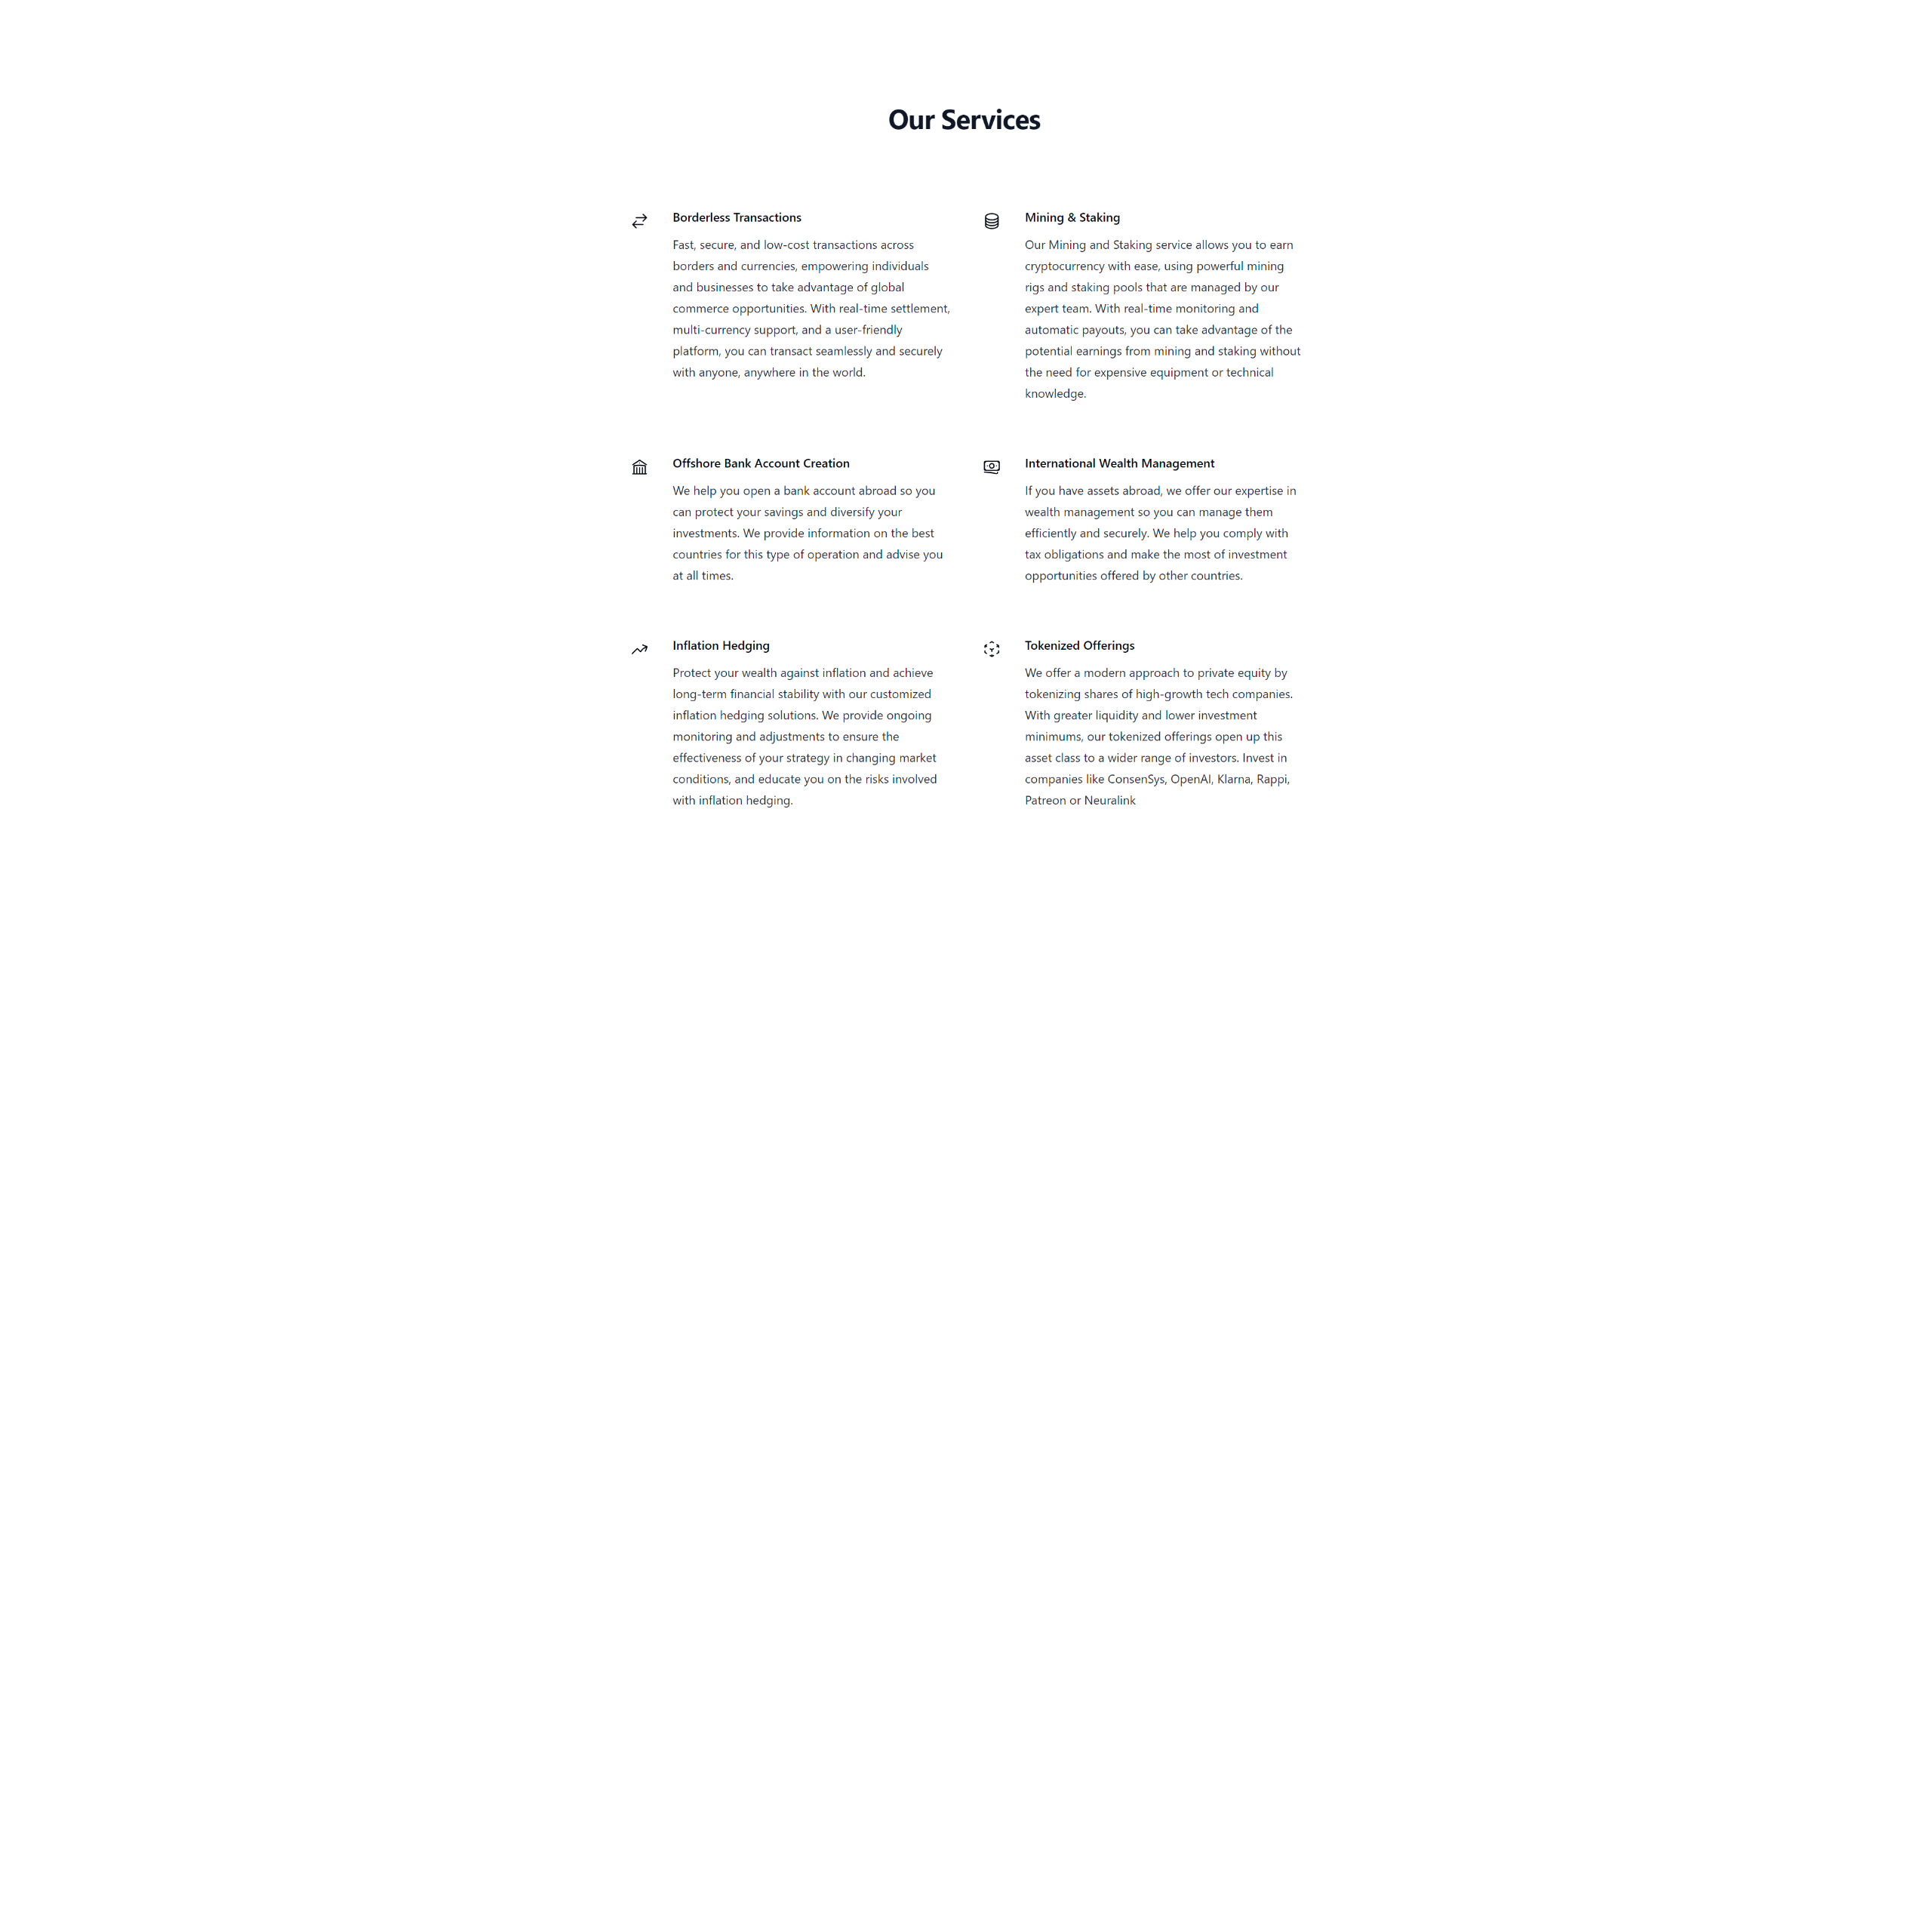 Our Services
Borderless Transactions
Fast, secure, and low-cost transactions across
borders and currencies, empowering individuals
and businesses to take advantage of global
commerce opportunities. With real-time settlement,
multi-currency support, and a user-friendly
platform, you can transact seamlessly and securely
with anyone, anywhere in the world.
Mining & Staking
Our Mining and Staking service allows you to earn
cryptocurrency with ease, using powerful mining
rigs and staking pools that are managed by our
expert team. With real-time monitoring and
automatic payouts, you can take advantage of the
potential earnings from mining and staking without
the need for expensive equipment or technical
knowledge.
Offshore Bank Account Creation
We help you open a bank account abroad so you
can protect your savings and diversify your
investments. We provide information on the best
countries for this type of operation and advise you
at all times.
International Wealth Management
If you have assets abroad, we offer our expertise in
wealth management so you can manage them
efficiently and securely. We help you comply with
tax obligations and make the most of investment
opportunities offered by other countries.
Inflation Hedging
Protect your wealth against inflation and achieve
long-term financial stability with our customized
inflation hedging solutions. We provide ongoing
monitoring and adjustments to ensure the
effectiveness of your strategy in changing market
conditions, and educate you on the risks involved
with inflation hedging.
Tokenized Offerings
We offer a modern approach to private equity by
tokenizing shares of high-growth tech companies.
With greater liquidity and lower investment
minimums, our tokenized offerings open up this
asset class to a wider range of investors. Invest in
companies like ConsenSys, OpenAI, Klarna, Rappi,
Patreon or Neuralink